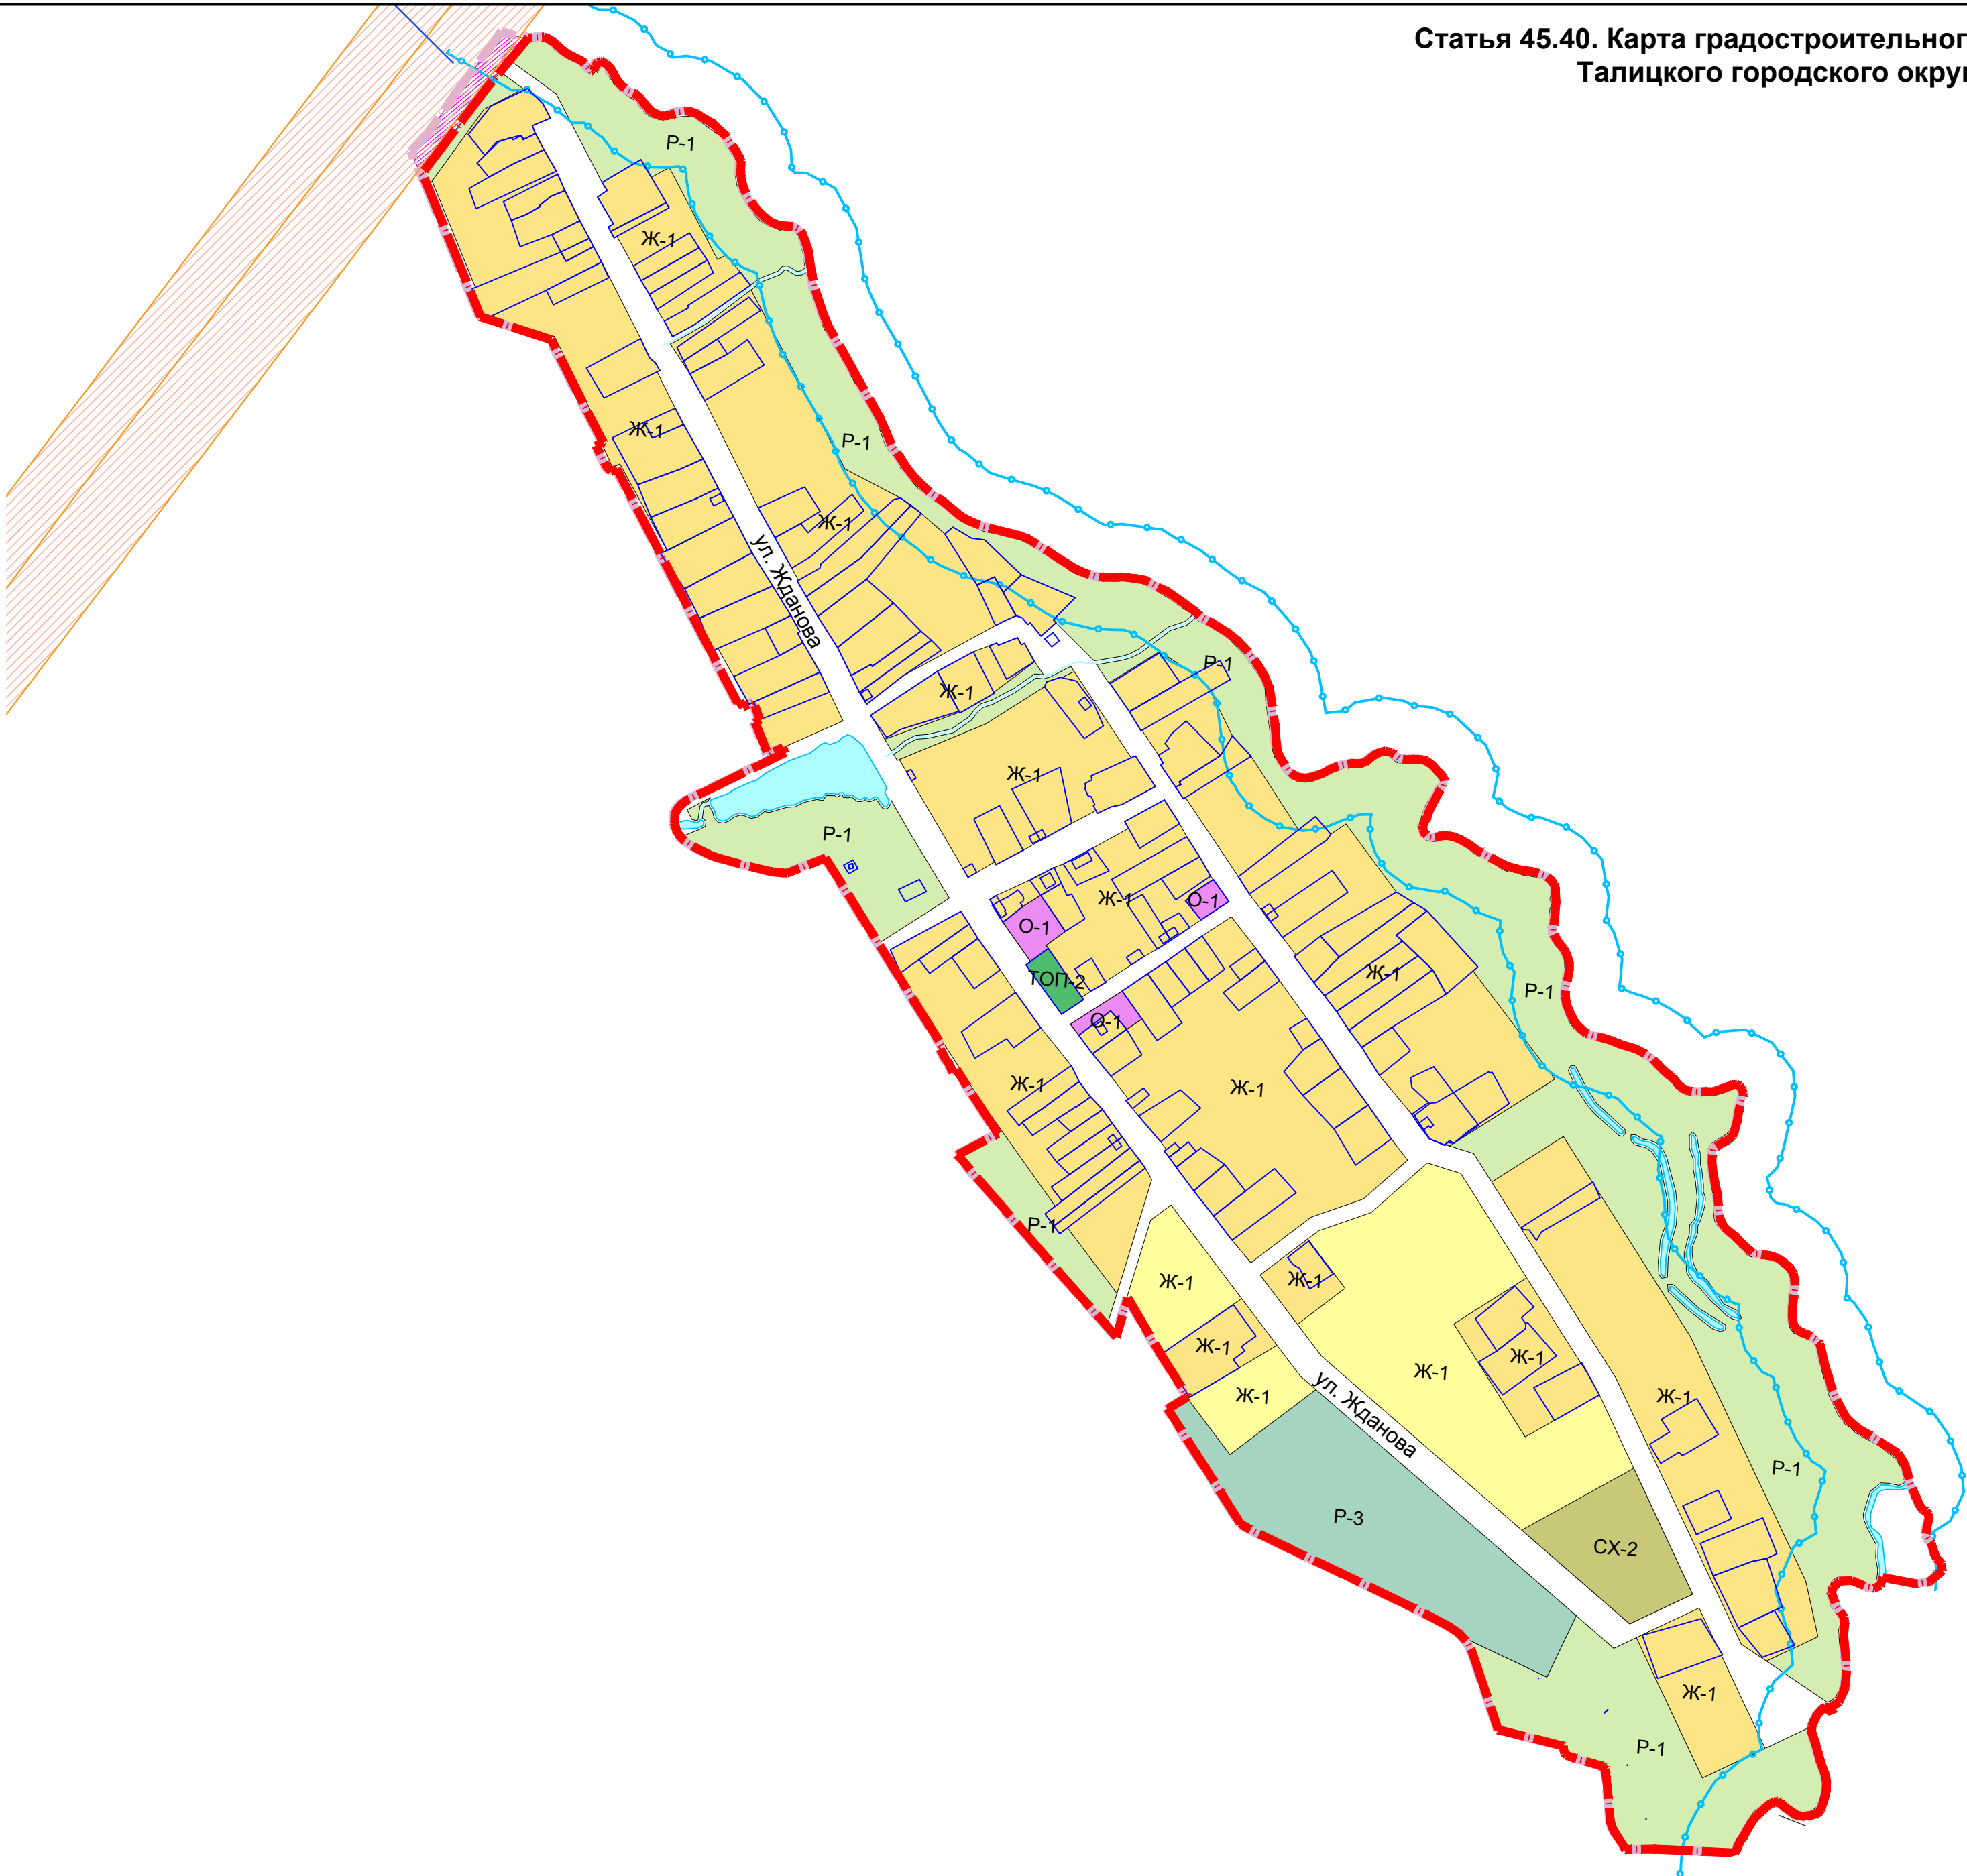 Статья 45.40. Карта градостроительног
Талицкого городского окру
Р-1
Ж-1
Ж-1
Р-1
Ж-1
ул. Жданова
Р-1
Ж-1
Ж-1
Р-1
Ж-1
О-1
О-1
Ж-1
ТОП-2
Р-1
О-1
Ж-1
Ж-1
Р-1
Ж-1
Ж-1
Ж-1
Ж-1
Ж-1
Ж-1
Ж-1
Ж-1
ул. Жданова
Р-1
Р-3
СХ-2
Ж-1
Р-1